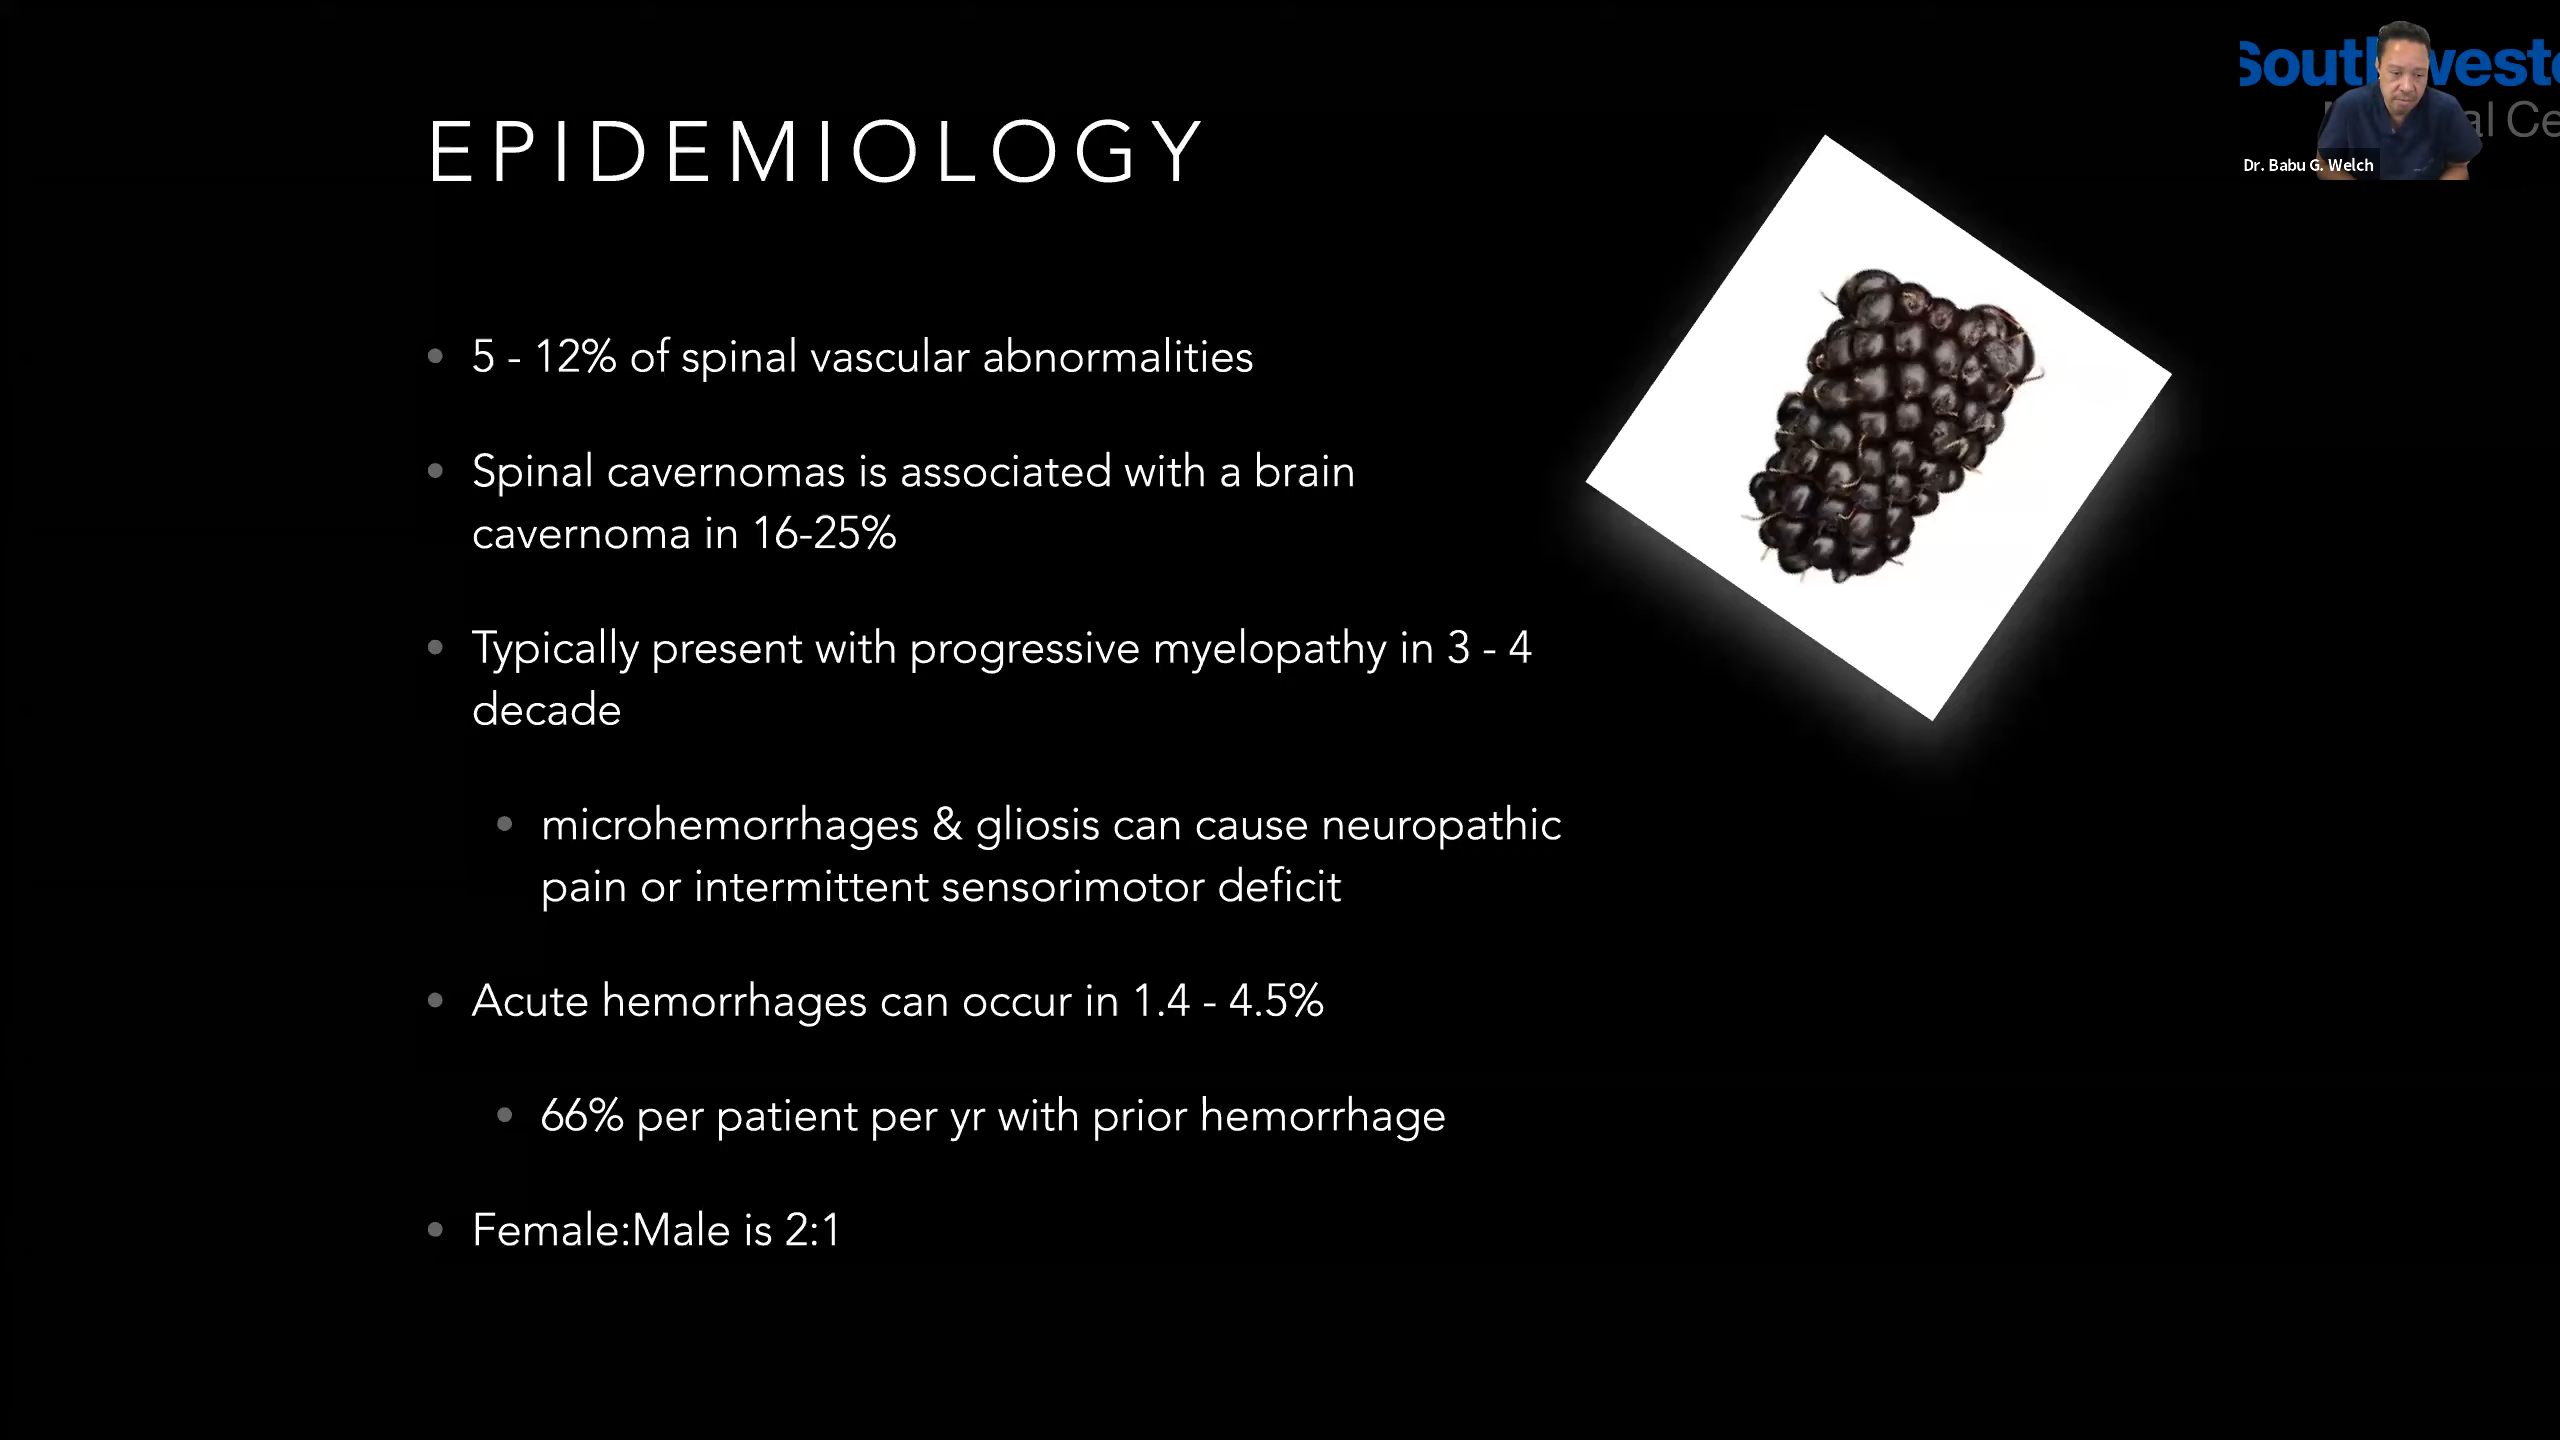 EPIDEMIOLOGY
5 - 12% of spinal vascular abnormalities
Spinal cavernomas is associated with a brain
cavernoma in 16-25%
Typically present with progressive myelopathy in 3 - 4
decade
microhemorrhages & gliosis can cause neuropathic
pain or intermittent sensorimotor deficit
Acute hemorrhages can occur in 1.4 - 4.5%
66% per patient per yr with prior hemorrhage
Female:Male is 2:1
Dr. Babu G. Welch